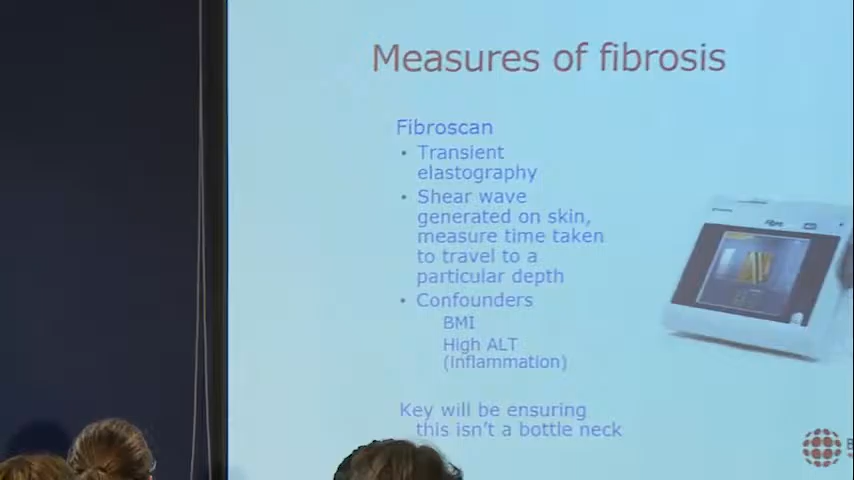 Measures of fibrosis
Fibroscan
• Transient
elastography
• Shear wave
generated on skin,
measure time taken
to travel to a
particular depth
• Confounders
BMI
High ALT
(inflammation)
Key will be ensuring
this isn't a bottle neck